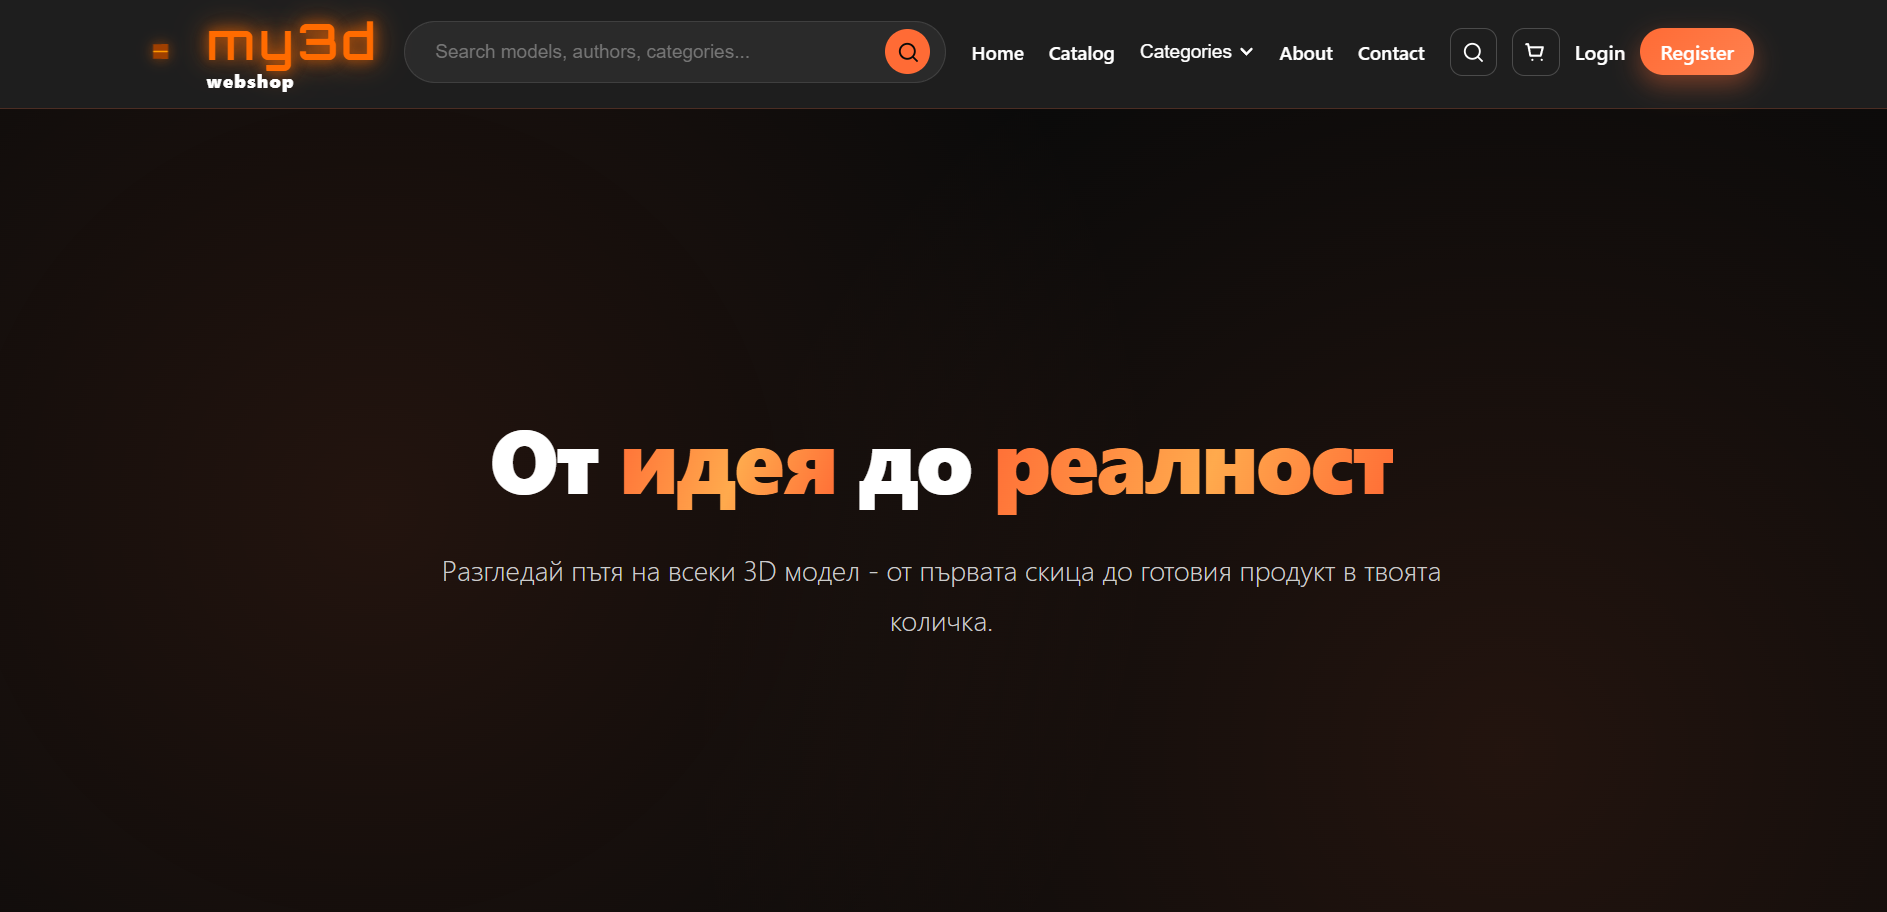 my3d
webshop
Search models, authors, categories...
Home
Catalog
Categories
About
Contact
Login
Register
От идея до реалност
Разгледай пътя на всеки 3D модел - от първата скица до готовия продукт в твоята
количка.